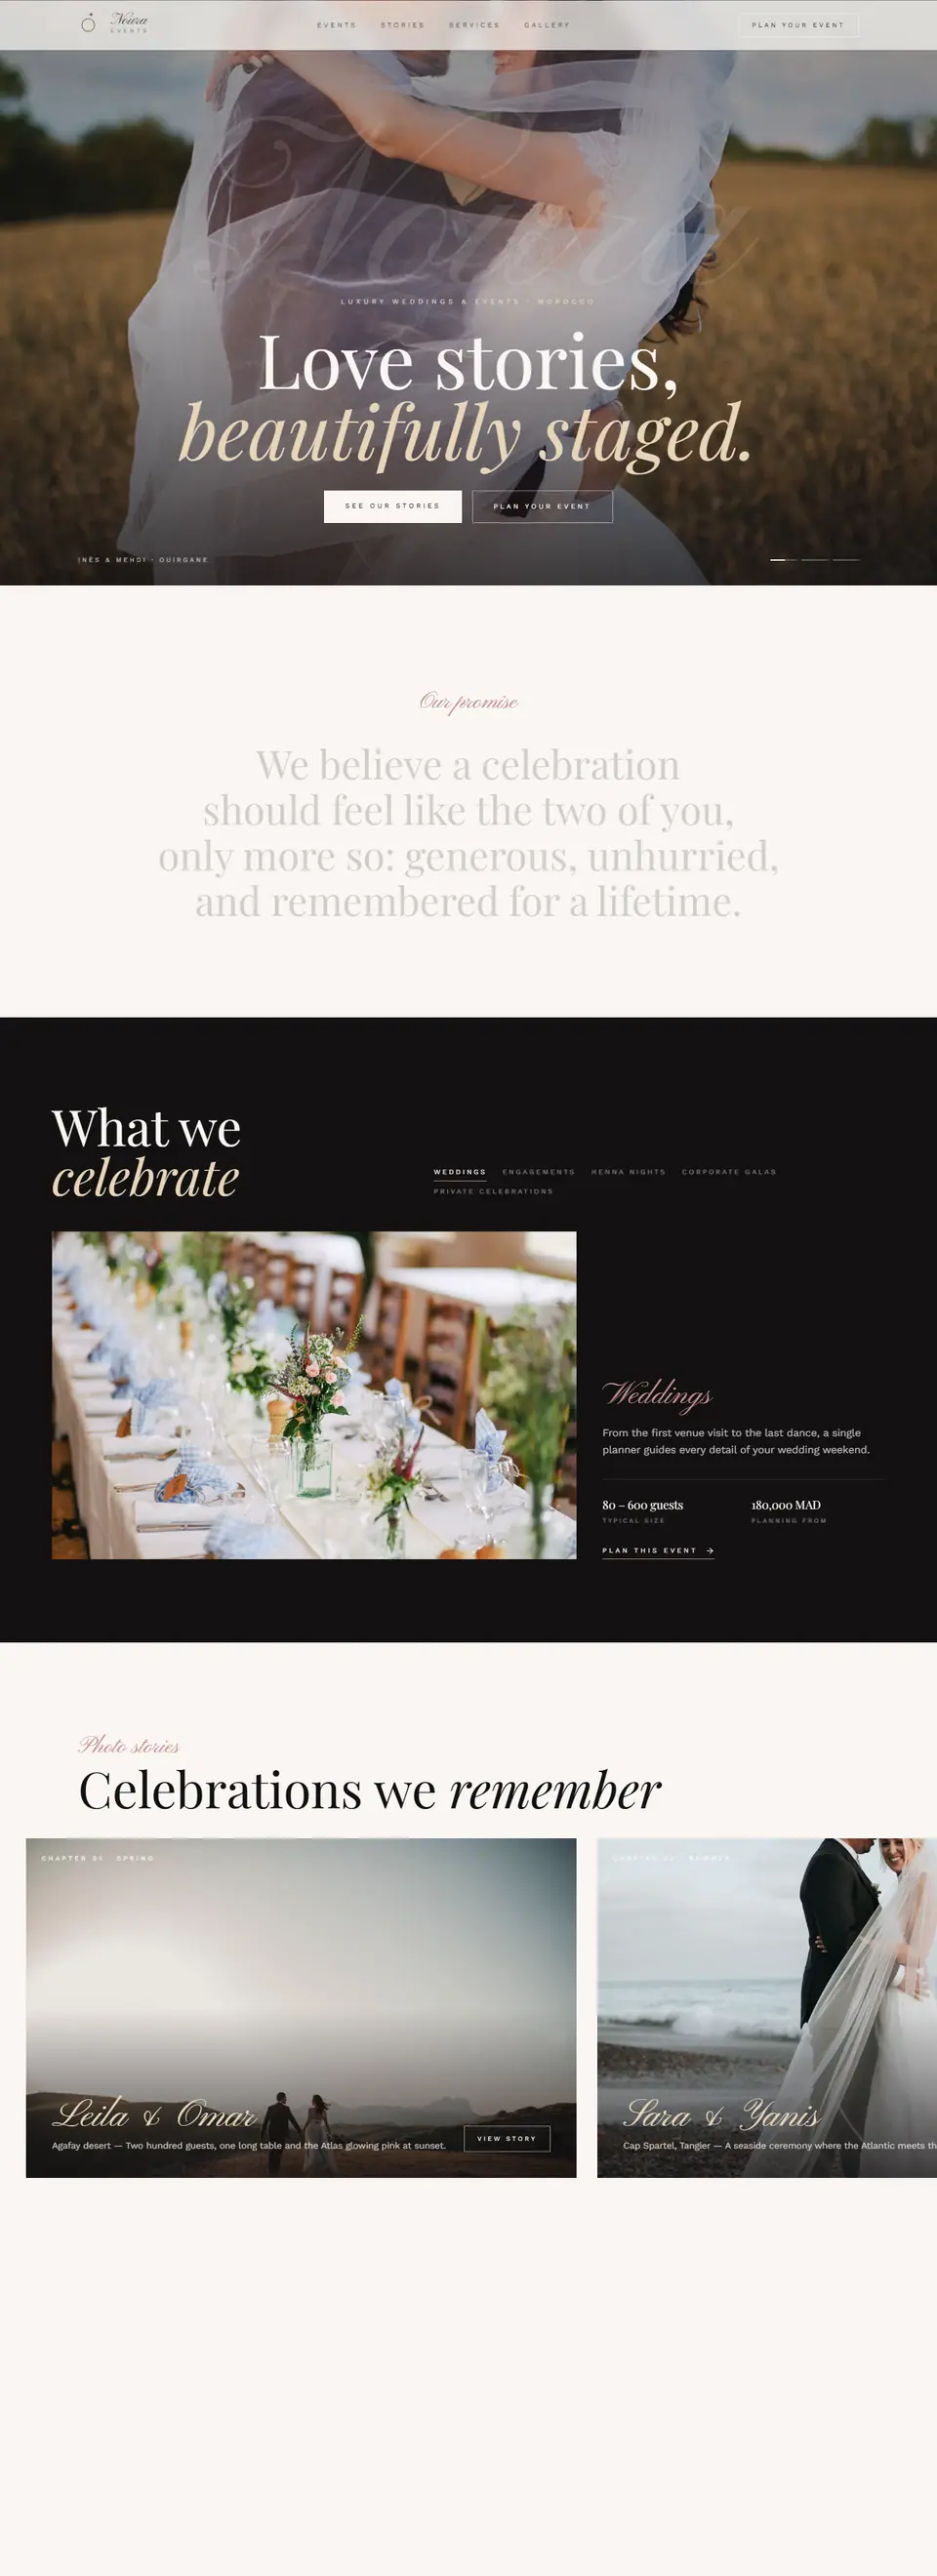 Noura
EVENTS
EVENTS STORIES SERVICES GALLERY
PLAN YOUR EVENT
Noura
LUXURY WEDDINGS & EVENTS · MOROCCO
Love stories,
beautifully staged.
SEE OUR STORIES
PLAN YOUR EVENT
INÈS & MEHDI · OUIRGANE
Our promise
We believe a celebration
should feel like the two of you,
only more so: generous, unhurried,
and remembered for a lifetime.
What we
celebrate
WEDDINGS ENGAGEMENTS HENNA NIGHTS CORPORATE GALAS
PRIVATE CELEBRATIONS
Weddings
From the first venue visit to the last dance, a single
planner guides every detail of your wedding weekend.
80 – 600 guests
TYPICAL SIZE
180,000 MAD
PLANNING FROM
PLAN THIS EVENT →
Photo stories
Celebrations we remember
CHAPTER 01 · SPRING
Leila & Omar
Agafay desert — Two hundred guests, one long table and the Atlas glowing pink at sunset.
VIEW STORY
CHAPTER 02 · SUMMER
Sara & Yanis
Cap Spartel, Tangier — A seaside ceremony where the Atlantic meets th